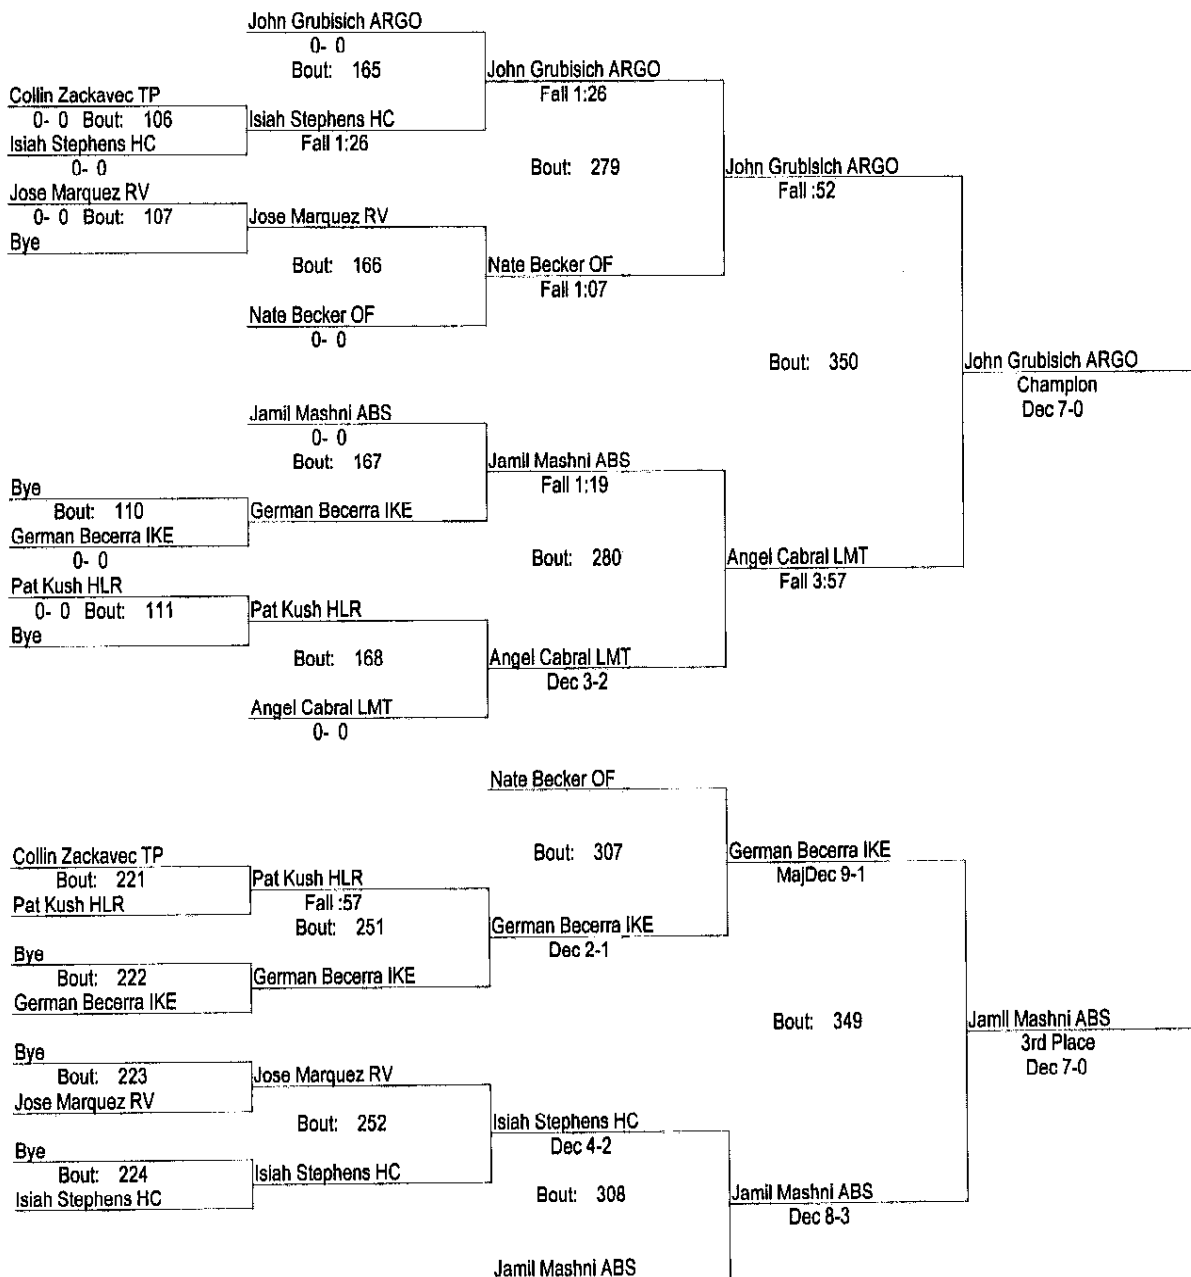 John Grubisich ARGO
0- 0
Bout: 165
John Grubisich ARGO
Fall 1:26
Collin Zackavec TP
0- 0 Bout: 106
Isiah Stephens HC
Fall 1:26
Isiah Stephens HC
0- 0
Bout: 279
John Grubisich ARGO
Fall :52
Jose Marquez RV
0- 0 Bout: 107
Jose Marquez RV
Bye
Bout: 166
Nate Becker OF
Fall 1:07
Nate Becker OF
0- 0
Bout: 350
John Grubisich ARGO
Champion
Dec 7-0
Jamil Mashni ABS
0- 0
Bout: 167
Jamil Mashni ABS
Fall 1:19
Bye
Bout: 110
German Becerra IKE
German Becerra IKE
0- 0
Bout: 280
Angel Cabral LMT
Fall 3:57
Pat Kush HLR
0- 0 Bout: 111
Pat Kush HLR
Bye
Bout: 168
Angel Cabral LMT
Dec 3-2
Angel Cabral LMT
0- 0
Nate Becker OF
Bout: 307
German Becerra IKE
MajDec 9-1
Collin Zackavec TP
Bout: 221
Pat Kush HLR
Fall :57
Pat Kush HLR
Bout: 251
German Becerra IKE
Dec 2-1
Bye
Bout: 222
German Becerra IKE
German Becerra IKE
Bout: 349
Jamil Mashni ABS
3rd Place
Dec 7-0
Bye
Bout: 223
Jose Marquez RV
Jose Marquez RV
Bout: 252
Isiah Stephens HC
Dec 4-2
Bye
Bout: 224
Isiah Stephens HC
Isiah Stephens HC
Bout: 308
Jamil Mashni ABS
Dec 8-3
Jamil Mashni ABS